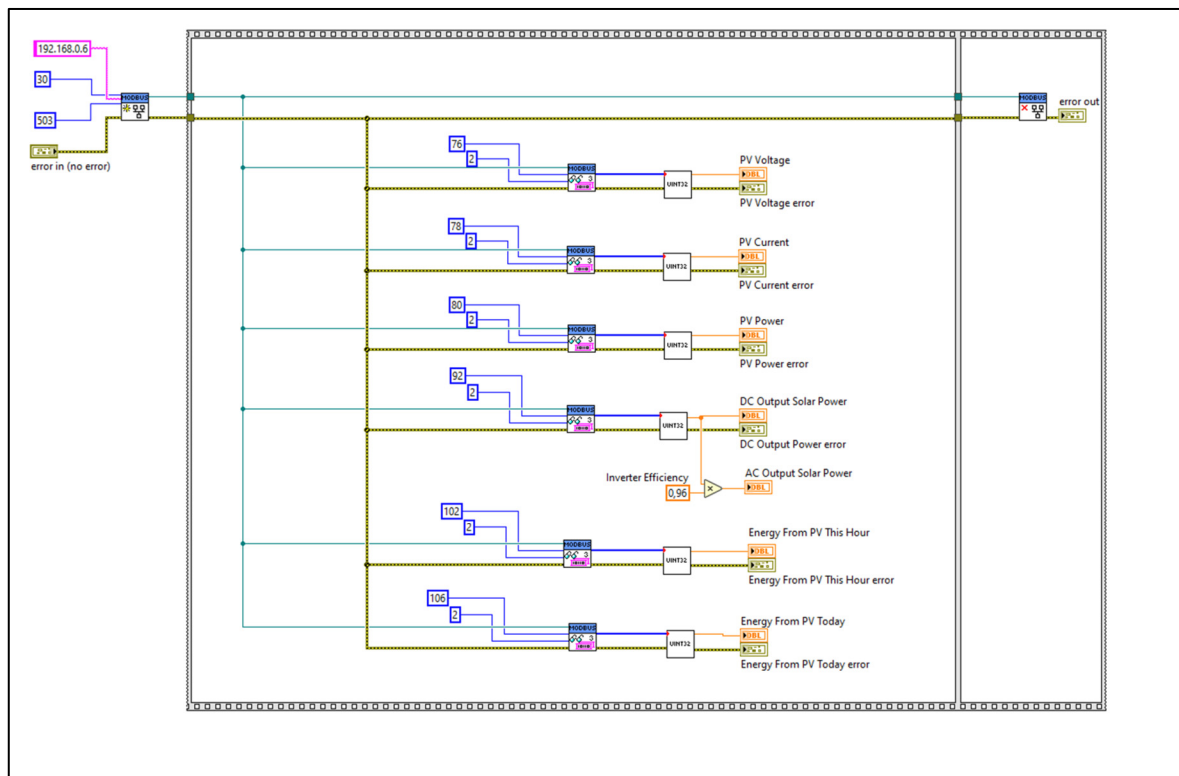 192.168.0.6
30
503
MODBUS
error in (no error)
MODBUS
error out
76
2
MODBUS
3
UINT32
PV Voltage
DBL
PV Voltage error
78
2
MODBUS
3
UINT32
PV Current
DBL
PV Current error
80
2
MODBUS
3
UINT32
PV Power
DBL
PV Power error
92
2
MODBUS
3
UINT32
DC Output Solar Power
DBL
DC Output Power error
Inverter Efficiency
0,96
AC Output Solar Power
DBL
102
2
MODBUS
3
UINT32
Energy From PV This Hour
DBL
Energy From PV This Hour error
106
2
MODBUS
3
UINT32
Energy From PV Today
DBL
Energy From PV Today error